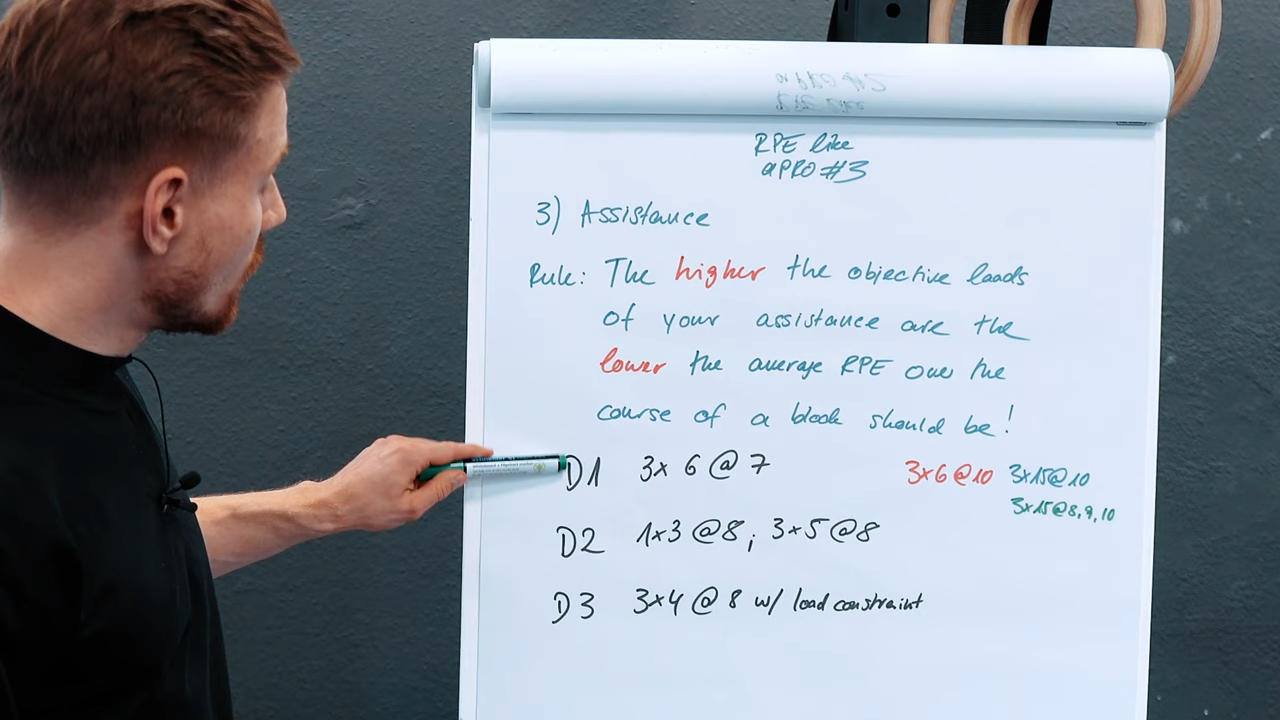 RPE like
aPRO #3
3) Assistance
Rule: The higher the objective loads
of your assistance are the
lower the average RPE over the
course of a block should be!
D1 3x 6 @ 7 3x6@10 3x15@10
3x15@8,9,10
D2 1x3 @8; 3x5@8
D3 3x4 @ 8 w/ load constraint